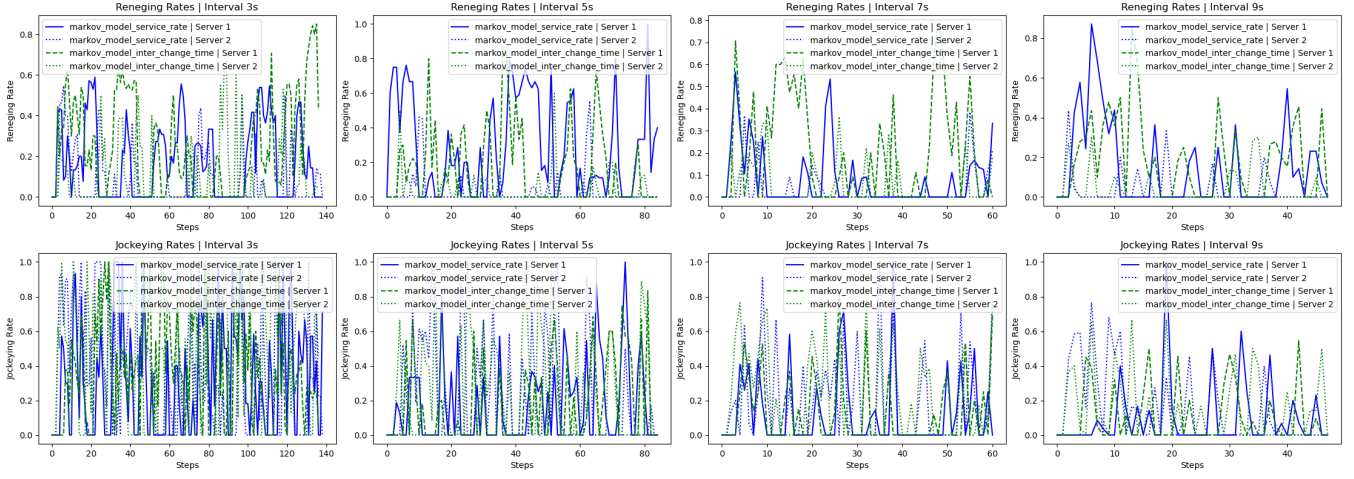 Reneging Rates | Interval 3s
Reneging Rate
0.8
0.6
0.4
0.2
0.0
0 20 40 60 80 100 120 140
Steps
markov_model_service_rate | Server 1
markov_model_service_rate | Server 2
markov_model_inter_change_time | Server 1
markov_model_inter_change_time | Server 2
Reneging Rates | Interval 5s
Reneging Rate
1.0
0.8
0.6
0.4
0.2
0.0
0 20 40 60 80
Steps
markov_model_service_rate | Server 1
markov_model_service_rate | Server 2
markov_model_inter_change_time | Server 1
markov_model_inter_change_time | Server 2
Reneging Rates | Interval 7s
Reneging Rate
0.8
0.7
0.6
0.5
0.4
0.3
0.2
0.1
0.0
0 10 20 30 40 50 60
Steps
markov_model_service_rate | Server 1
markov_model_service_rate | Server 2
markov_model_inter_change_time | Server 1
markov_model_inter_change_time | Server 2
Reneging Rates | Interval 9s
Reneging Rate
0.8
0.6
0.4
0.2
0.0
0 10 20 30 40
Steps
markov_model_service_rate | Server 1
markov_model_service_rate | Server 2
markov_model_inter_change_time | Server 1
markov_model_inter_change_time | Server 2
Jockeying Rates | Interval 3s
Jockeying Rate
1.0
0.8
0.6
0.4
0.2
0.0
0 20 40 60 80 100 120 140
Steps
markov_model_service_rate | Server 1
markov_model_service_rate | Server 2
markov_model_inter_change_time | Server 1
markov_model_inter_change_time | Server 2
Jockeying Rates | Interval 5s
Jockeying Rate
1.0
0.8
0.6
0.4
0.2
0.0
0 20 40 60 80
Steps
markov_model_service_rate | Server 1
markov_model_service_rate | Server 2
markov_model_inter_change_time | Server 1
markov_model_inter_change_time | Server 2
Jockeying Rates | Interval 7s
Jockeying Rate
1.0
0.8
0.6
0.4
0.2
0.0
0 10 20 30 40 50 60
Steps
markov_model_service_rate | Server 1
markov_model_service_rate | Server 2
markov_model_inter_change_time | Server 1
markov_model_inter_change_time | Server 2
Jockeying Rates | Interval 9s
Jockeying Rate
1.0
0.8
0.6
0.4
0.2
0.0
0 10 20 30 40
Steps
markov_model_service_rate | Server 1
markov_model_service_rate | Server 2
markov_model_inter_change_time | Server 1
markov_model_inter_change_time | Server 2